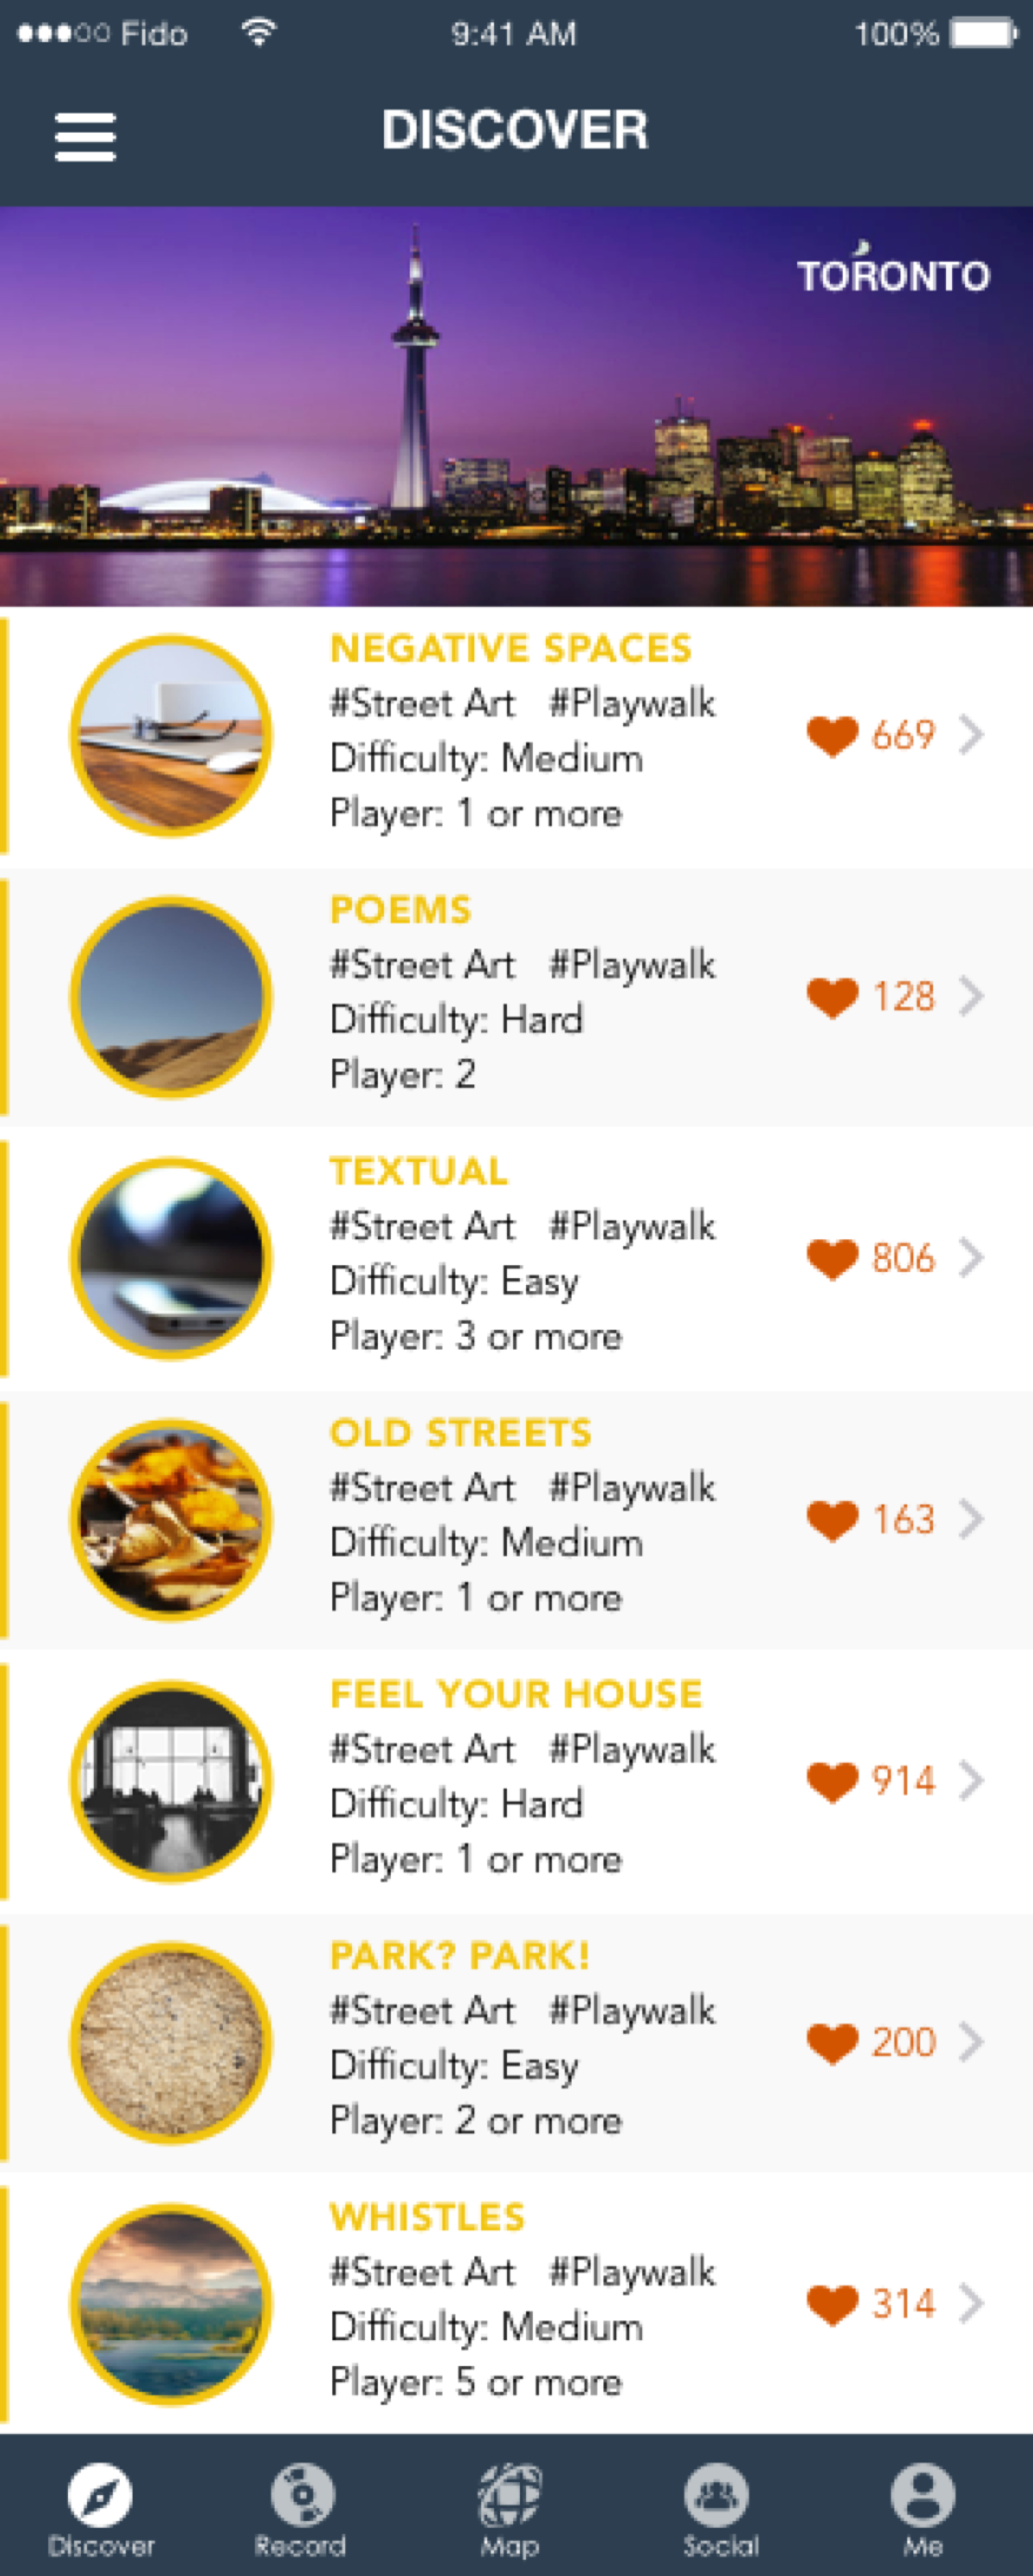 Fido 9:41 AM 100%
DISCOVER
TORONTO
NEGATIVE SPACES
#Street Art #Playwalk
Difficulty: Medium
Player: 1 or more
669
POEMS
#Street Art #Playwalk
Difficulty: Hard
Player: 2
128
TEXTUAL
#Street Art #Playwalk
Difficulty: Easy
Player: 3 or more
806
OLD STREETS
#Street Art #Playwalk
Difficulty: Medium
Player: 1 or more
163
FEEL YOUR HOUSE
#Street Art #Playwalk
Difficulty: Hard
Player: 1 or more
914
PARK? PARK!
#Street Art #Playwalk
Difficulty: Easy
Player: 2 or more
200
WHISTLES
#Street Art #Playwalk
Difficulty: Medium
Player: 5 or more
314
Discover Record Map Social Me